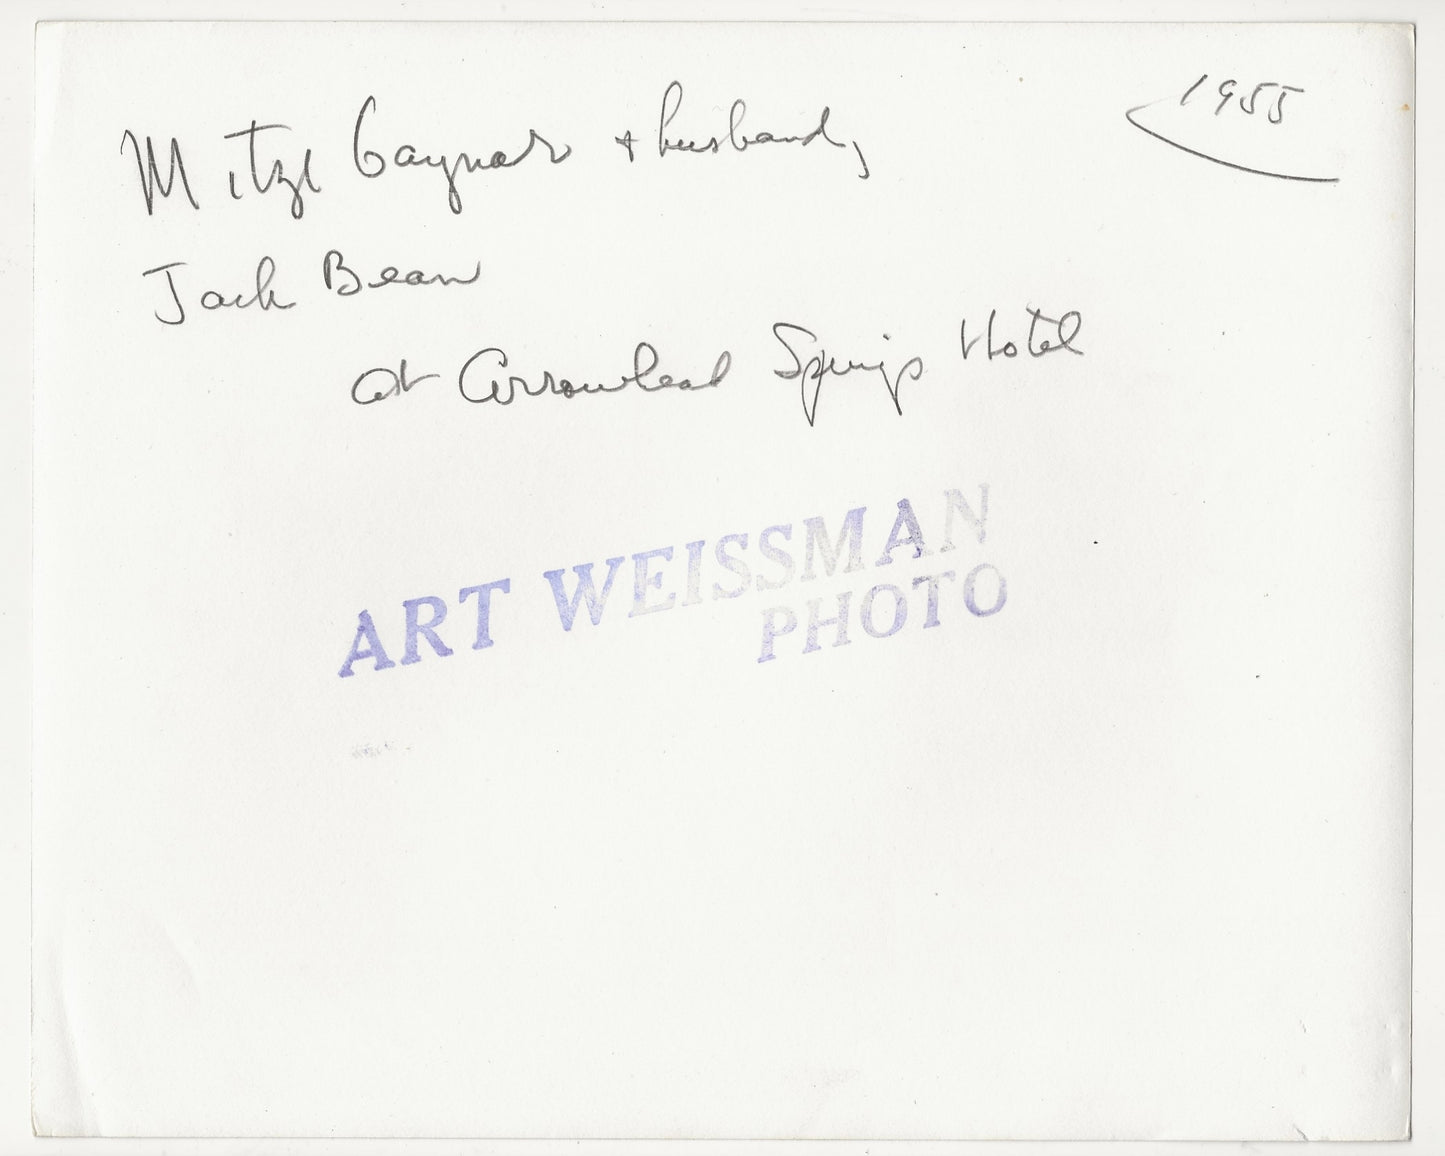 1955
Mitzi Gaynor + husband,
Jack Bean
at Arrowhead Springs Hotel
ART WEISSMAN
PHOTO